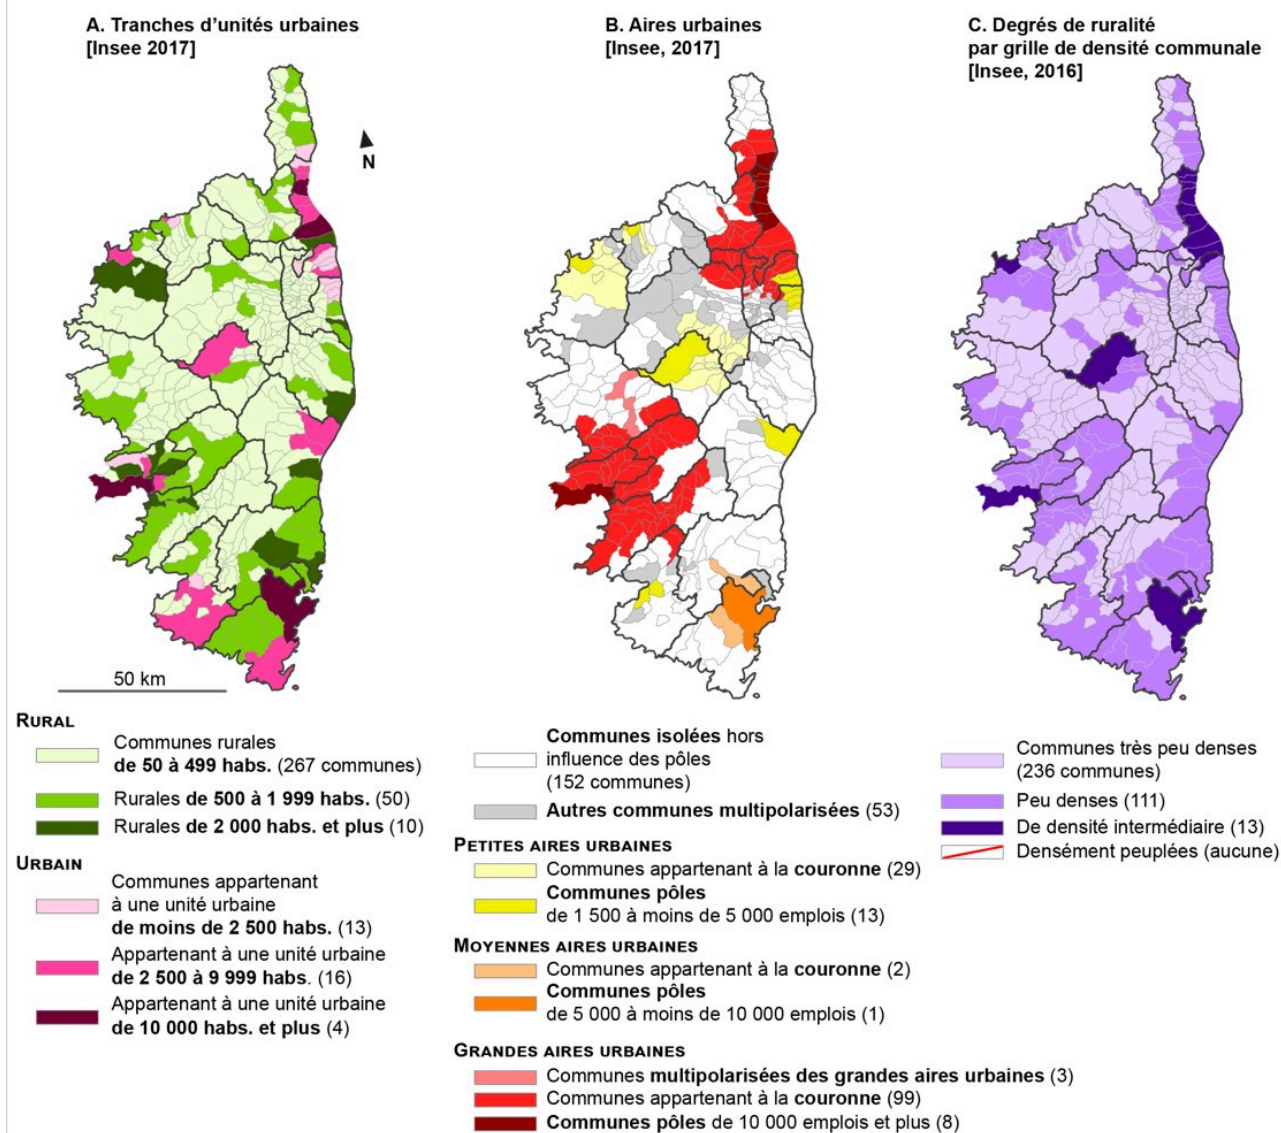 A. Tranches d’unités urbaines
[Insee 2017]
B. Aires urbaines
[Insee, 2017]
C. Degrés de ruralité
par grille de densité communale
[Insee, 2016]
N
50 km
RURAL
Communes rurales
de 50 à 499 habs. (267 communes)
Rurales de 500 à 1 999 habs. (50)
Rurales de 2 000 habs. et plus (10)
URBAIN
Communes appartenant
à une unité urbaine
de moins de 2 500 habs. (13)
Appartenant à une unité urbaine
de 2 500 à 9 999 habs. (16)
Appartenant à une unité urbaine
de 10 000 habs. et plus (4)
Communes isolées hors
influence des pôles
(152 communes)
Autres communes multipolarisées (53)
PETITES AIRES URBAINES
Communes appartenant à la couronne (29)
Communes pôles
de 1 500 à moins de 5 000 emplois (13)
MOYENNES AIRES URBAINES
Communes appartenant à la couronne (2)
Communes pôles
de 5 000 à moins de 10 000 emplois (1)
GRANDES AIRES URBAINES
Communes multipolarisées des grandes aires urbaines (3)
Communes appartenant à la couronne (99)
Communes pôles de 10 000 emplois et plus (8)
Communes très peu denses
(236 communes)
Peu denses (111)
De densité intermédiaire (13)
Densément peuplées (aucune)